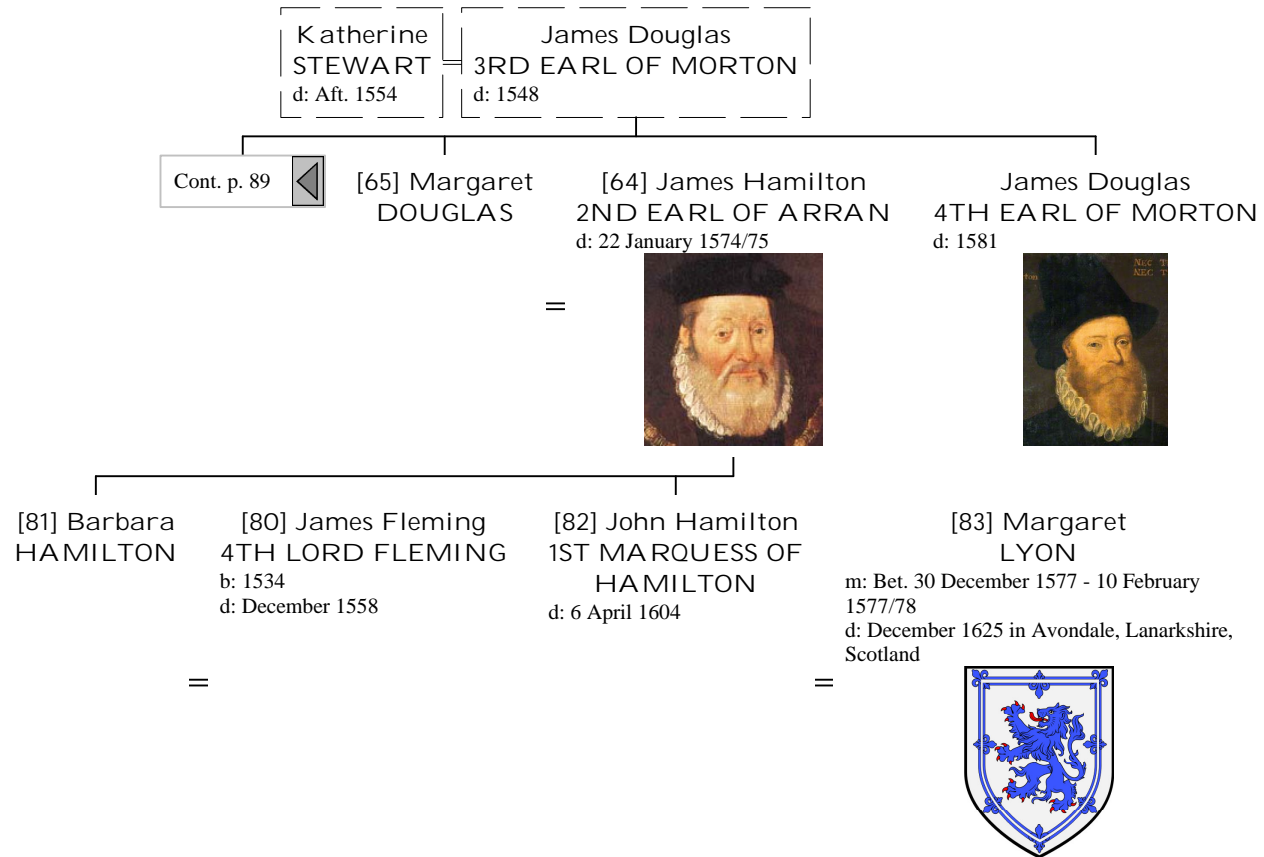 Katherine
STEWART
d: Aft. 1554
=
James Douglas
3RD EARL OF MORTON
d: 1548
Cont. p. 89
[65] Margaret
DOUGLAS
=
[64] James Hamilton
2ND EARL OF ARRAN
d: 22 January 1574/75
James Douglas
4TH EARL OF MORTON
d: 1581
NEC
NEC
[81] Barbara
HAMILTON
=
[80] James Fleming
4TH LORD FLEMING
b: 1534
d: December 1558
[82] John Hamilton
1ST MARQUESS OF
HAMILTON
d: 6 April 1604
=
[83] Margaret
LYON
m: Bet. 30 December 1577 - 10 February
1577/78
d: December 1625 in Avondale, Lanarkshire,
Scotland